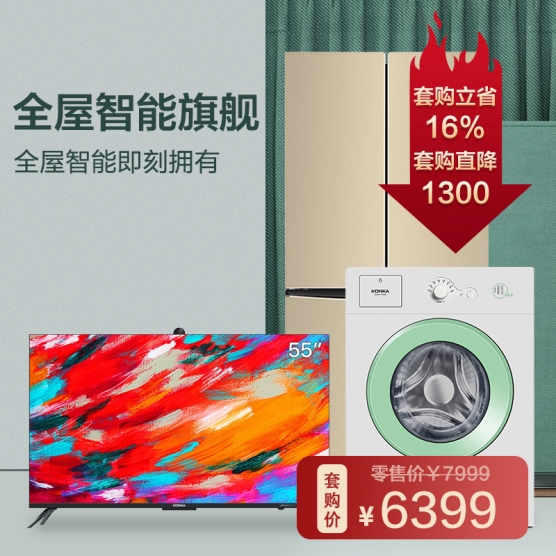 全屋智能旗舰
全屋智能即刻拥有
套购立省
16%
套购直降
1300
KONKA
55"
KONKA
套购价
零售价¥7999
¥6399